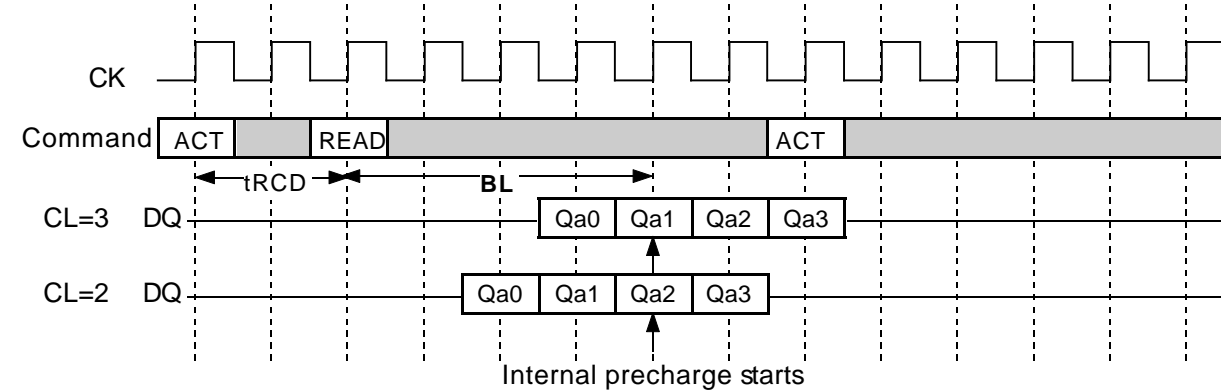 CK
Command ACT READ ACT
tRCD BL
CL=3 DQ Qa0 Qa1 Qa2 Qa3
CL=2 DQ Qa0 Qa1 Qa2 Qa3
Internal precharge starts